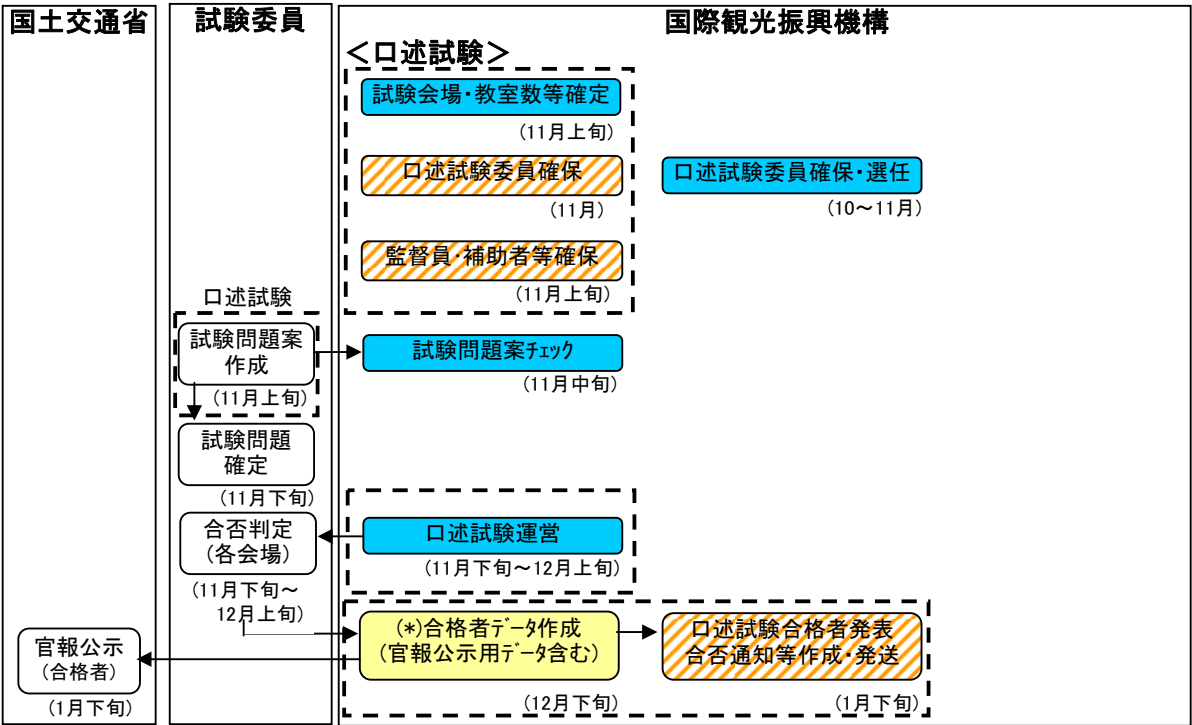 国土交通省
試験委員
国際観光振興機構
＜口述試験＞
試験会場・教室数等確定
(11月上旬)
口述試験委員確保
(11月)
口述試験委員確保・選任
(10～11月)
監督員・補助者等確保
(11月上旬)
口述試験
試験問題案
作成
(11月上旬)
試験問題案ﾁｪｯｸ
(11月中旬)
試験問題
確定
(11月下旬)
合否判定
(各会場)
(11月下旬～
12月上旬)
口述試験運営
(11月下旬～12月上旬)
(*)合格者ﾃﾞｰﾀ作成
(官報公示用ﾃﾞｰﾀ含む)
(12月下旬)
口述試験合格者発表
合否通知等作成・発送
(1月下旬)
官報公示
(合格者)
(1月下旬)